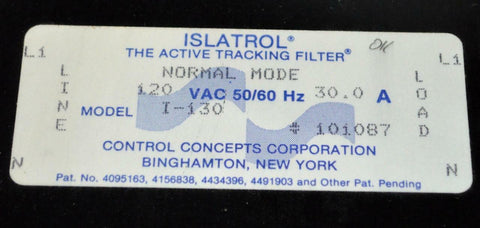 ISLATROL®
THE ACTIVE TRACKING FILTER®
OK
L1
L1
NORMAL MODE
120 VAC 50/60 Hz 30.0 A
LINE
LOAD
MODEL I-130
# 101087
N
N
CONTROL CONCEPTS CORPORATION
BINGHAMTON, NEW YORK
Pat. No. 4095163, 4156838, 4434396, 4491903 and Other Pat. Pending